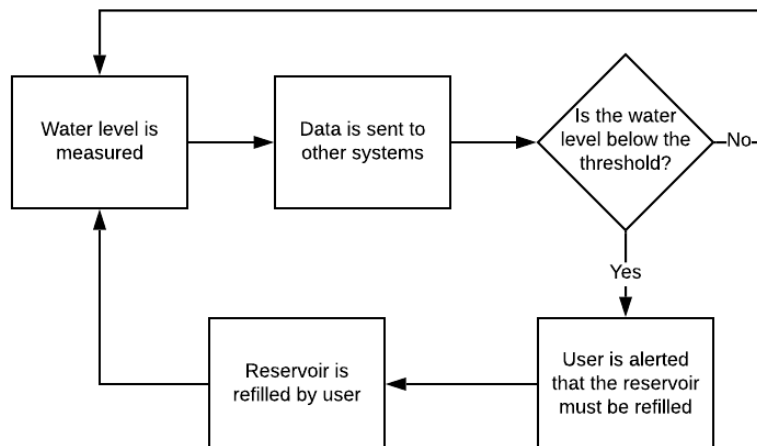 Water level is
measured
Data is sent to
other systems
Is the water
level below the
threshold?
No
Yes
User is alerted
that the reservoir
must be refilled
Reservoir is
refilled by user